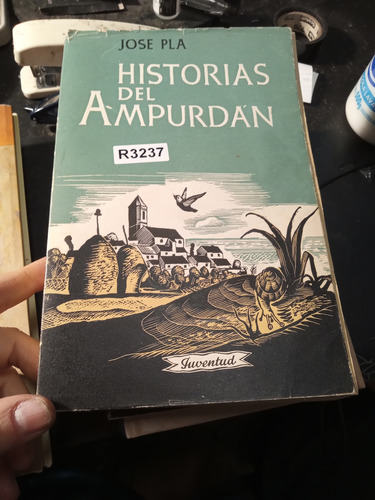 JOSE PLA
HISTORIAS
DEL
AMPURDÁN
R3237
Juventud